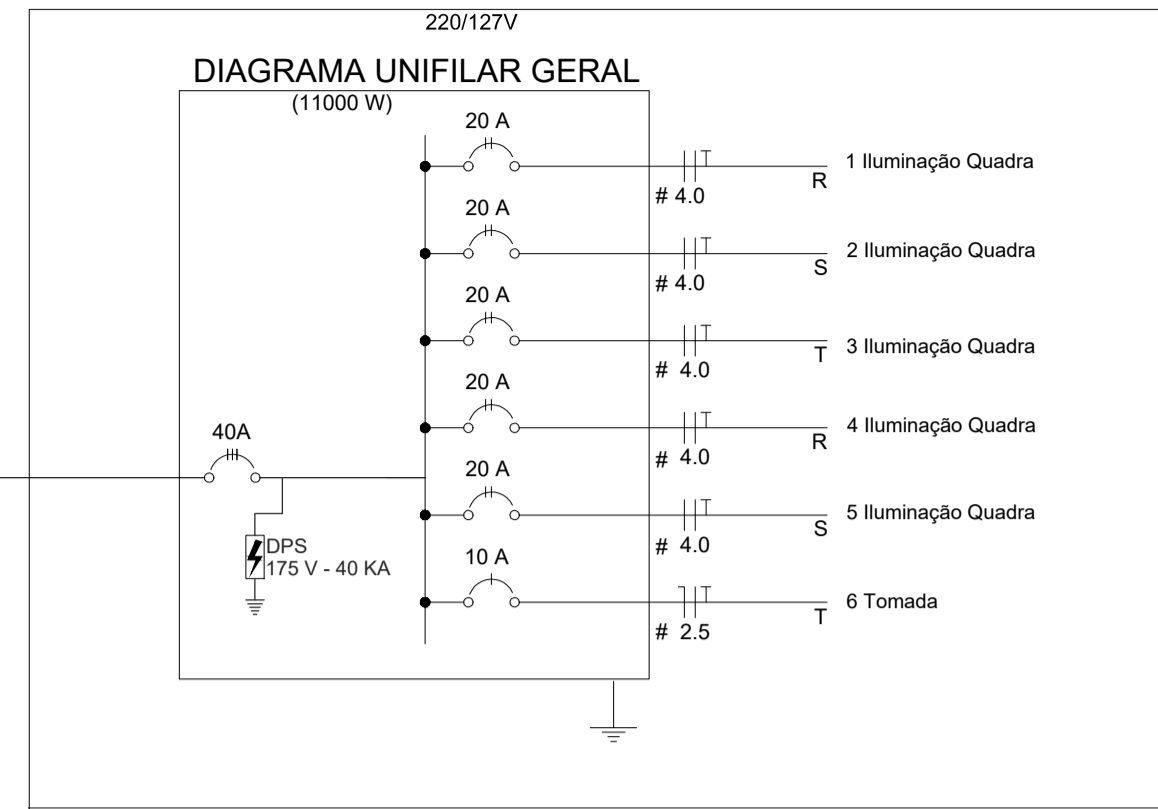 220/127V
DIAGRAMA UNIFILAR GERAL
(11000 W)
20 A
1 Iluminação Quadra
R
# 4.0
20 A
2 Iluminação Quadra
S
# 4.0
20 A
3 Iluminação Quadra
T
# 4.0
20 A
4 Iluminação Quadra
R
# 4.0
40A
20 A
5 Iluminação Quadra
S
# 4.0
DPS
175 V - 40 KA
10 A
6 Tomada
T
# 2.5